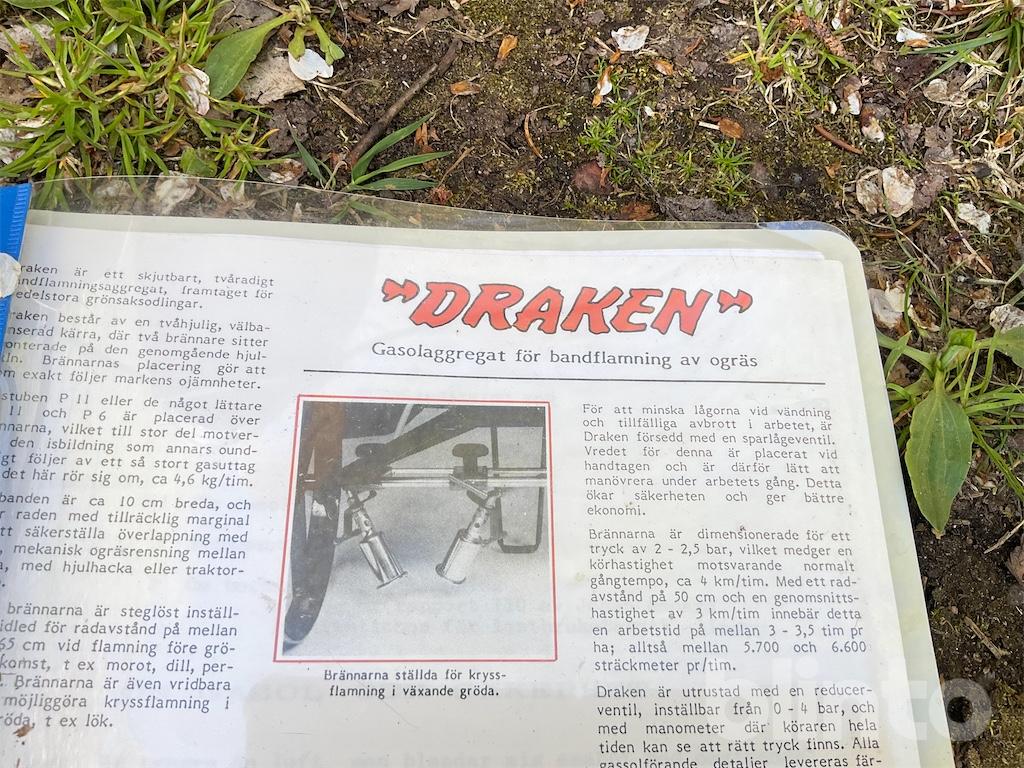 raken är ett skjutbart, tvåradigt
andflamningsaggregat, framtaget för
edelstora grönsaksodlingar.
raken består av en tvåhjulig, välba-
nserad kärra, där två brännare sitter
onterade på den genomgående hjul-
ln. Brännarnas placering gör att
m exakt följer markens ojämnheter.
stuben P 11 eller de något lättare
11 och P 6 är placerad över
nnarna, vilket till stor del motver-
den isbildning som annars ound-
gt följer av ett så stort gasuttag
det här rör sig om, ca 4,6 kg/tim.
banden är ca 10 cm breda, och
r raden med tillräcklig marginal
tt säkerställa överlappning med
, mekanisk ogräsrensning mellan
, med hjulhacka eller traktor-
brännarna är steglöst inställ-
idled för radavstånd på mellan
65 cm vid flamning före grö-
komst, t ex morot, dill, per-
. Brännarna är även vridbara
möjliggöra kryssflamning i
röda, t ex lök.
"DRAKEN"
Gasolaggregat för bandflamning av ogräs
Brännarna ställda för kryss-
flamning i växande gröda.
För att minska lågorna vid vändning
och tillfälliga avbrott i arbetet, är
Draken försedd med en sparlågeventil.
Vredet för denna är placerat vid
handtagen och är därför lätt att
manövrera under arbetets gång. Detta
ökar säkerheten och ger bättre
ekonomi.
Brännarna är dimensionerade för ett
tryck av 2 - 2,5 bar, vilket medger en
körhastighet motsvarande normalt
gångtempo, ca 4 km/tim. Med ett rad-
avstånd på 50 cm och en genomsnitts-
hastighet av 3 km/tim innebär detta
en arbetstid på mellan 3 - 3,5 tim pr
ha; alltså mellan 5.700 och 6.600
sträckmeter pr/tim.
Draken är utrustad med en reducer-
ventil, inställbar från 0 - 4 bar, och
med manometer där köraren hela
tiden kan se att rätt tryck finns. Alla
gassolförande detaljer levereras fär-
blinto